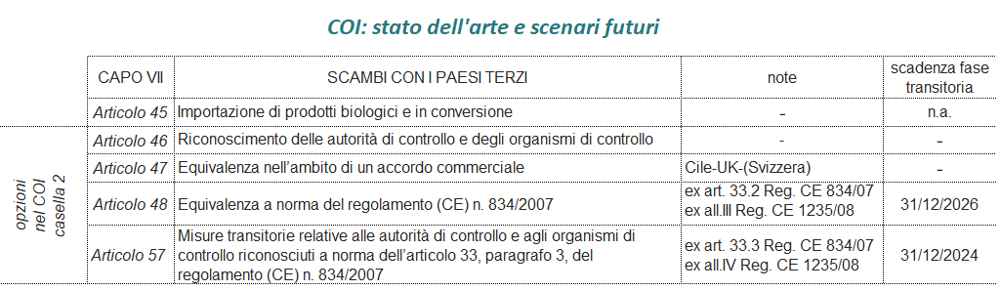 COI: stato dell'arte e scenari futuri
CAPO VII
SCAMBI CON I PAESI TERZI
note
scadenza fase
transitoria
Articolo 45
Importazione di prodotti biologici e in conversione
-
n.a.
opzioni
nel COI
casella 2
Articolo 46
Riconoscimento delle autorità di controllo e degli organismi di controllo
-
-
Articolo 47
Equivalenza nell'ambito di un accordo commerciale
Cile-UK-(Svizzera)
-
Articolo 48
Equivalenza a norma del regolamento (CE) n. 834/2007
ex art. 33.2 Reg. CE 834/07
ex all.III Reg. CE 1235/08
31/12/2026
Articolo 57
Misure transitorie relative alle autorità di controllo e agli organismi di
controllo riconosciuti a norma dell'articolo 33, paragrafo 3, del
regolamento (CE) n. 834/2007
ex art. 33.3 Reg. CE 834/07
ex all.IV Reg. CE 1235/08
31/12/2024